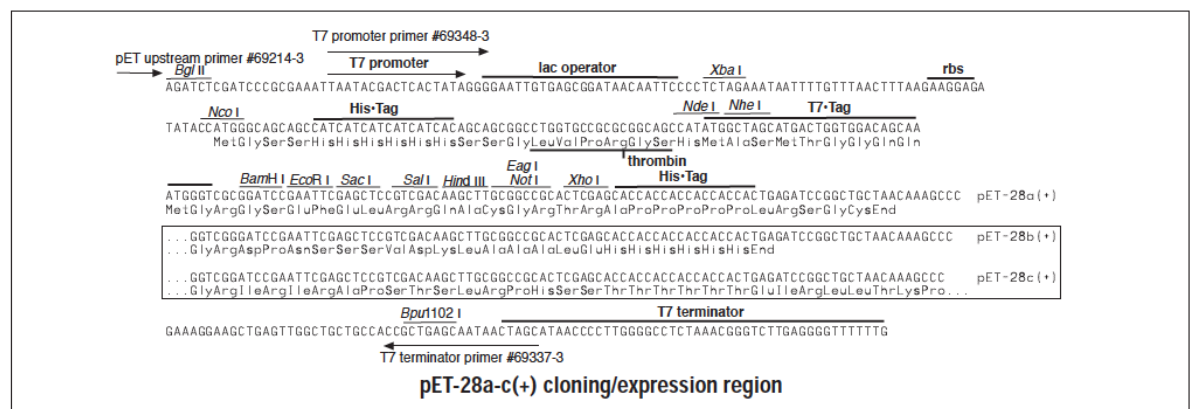 T7 promoter primer #69348-3
pET upstream primer #69214-3
Bgl II T7 promoter lac operator Xba I rbs
AGATCTCGATCCCGCGAAATTAATACGACTCACTATAGGGGAATTGTGAGCGGATAACAATTCCCCTCTAGAAATAATTTTGTTTAACTTTAAGAAGGAGA
Nco I His•Tag Nde I Nhe I T7•Tag
TATACCATGGGCAGCAGCCATCATCATCATCATCACAGCAGCGGCCTGGTGCCGCGCGGCAGCCATATGGCTAGCATGACTGGTGGACAGCAA
MetGlySerSerHisHisHisHisHisHisSerSerGlyLeuValProArgGlySerHisMetAlaSerMetThrGlyGlyGlnGln
thrombin
BamH I EcoR I Sac I Sal I Hind III Eag I Not I Xho I His•Tag
ATGGGTCGCGGATCCGAATTCGAGCTCCGTCGACAAGCTTGCGGCCGCACTCGAGCACCACCACCACCACCACTGAGATCCGGCTGCTAACAAAGCCC pET-28a(+)
MetGlyArgGlySerGluPheGluLeuArgArgGlnAlaCysGlyArgThrArgAlaProProProProProLeuArgSerGlyCysEnd
...GGTCGGGATCCGAATTCGAGCTCCGTCGACAAGCTTGCGGCCGCACTCGAGCACCACCACCACCACCACTGAGATCCGGCTGCTAACAAAGCCC pET-28b(+)
...GlyArgAspProAsnSerSerSerValAspLysLeuAlaAlaAlaLeuGluHisHisHisHisHisHisEnd
...GGTCGGATCCGAATTCGAGCTCCGTCGACAAGCTTGCGGCCGCACTCGAGCACCACCACCACCACCACTGAGATCCGGCTGCTAACAAAGCCC pET-28c(+)
...GlyArgIleArgIleArgAlaProSerThrSerLeuArgProHisSerSerThrThrThrThrThrThrGluIleArgLeuLeuThrLysPro...
Bpu1102 I T7 terminator
GAAAGGAAGCTGAGTTGGCTGCTGCCACCGCTGAGCAATAACTAGCATAACCCCTTGGGGCCTCTAAACGGGTCTTGAGGGGTTTTTTG
T7 terminator primer #69337-3
pET-28a-c(+) cloning/expression region